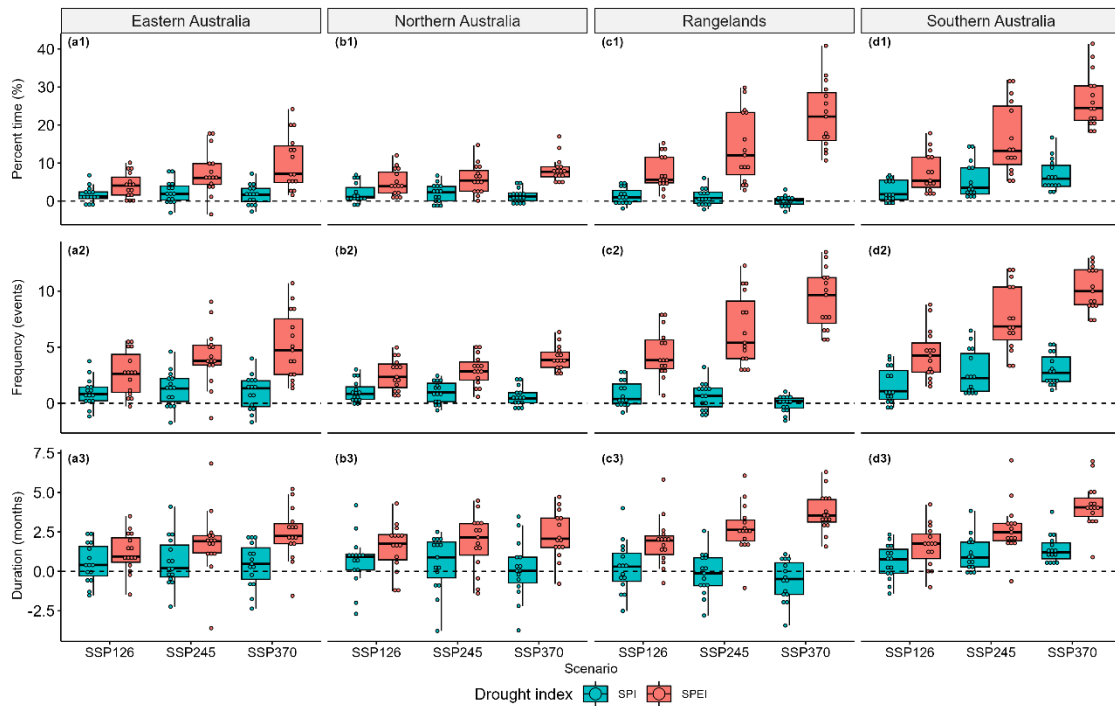 Eastern Australia Northern Australia Rangelands Southern Australia
(a1) (b1) (c1) (d1)
Percent time (%)
40
30
20
10
0
(a2) (b2) (c2) (d2)
Frequency (events)
10
5
0
(a3) (b3) (c3) (d3)
Duration (months)
7.5
5.0
2.5
0.0
-2.5
SSP126 SSP245 SSP370 SSP126 SSP245 SSP370 SSP126 SSP245 SSP370 SSP126 SSP245 SSP370
Scenario
Drought index SPI SPEI